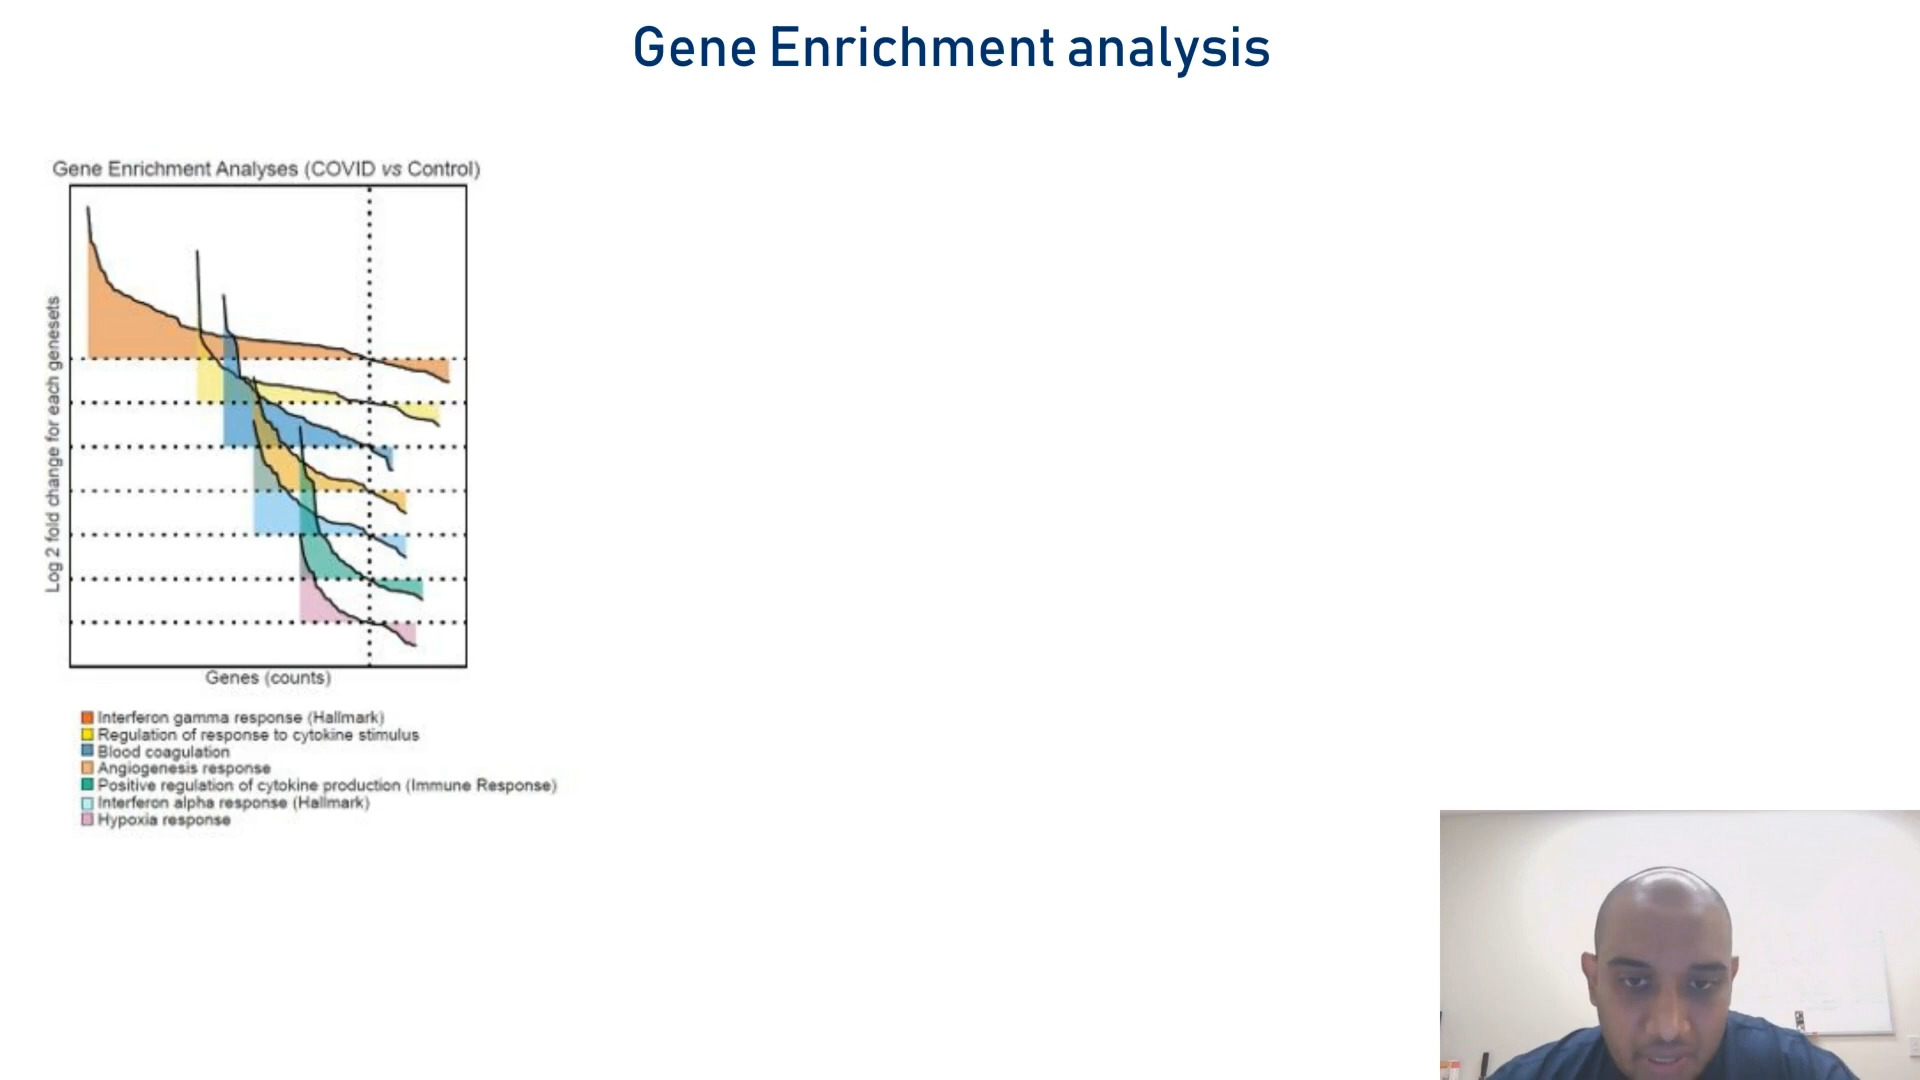 Gene Enrichment analysis
Gene Enrichment Analyses (COVID vs Control)
Log 2 fold change for each genesets
Genes (counts)
Interferon gamma response (Hallmark)
Regulation of response to cytokine stimulus
Blood coagulation
Angiogenesis response
Positive regulation of cytokine production (Immune Response)
Interferon alpha response (Hallmark)
Hypoxia response